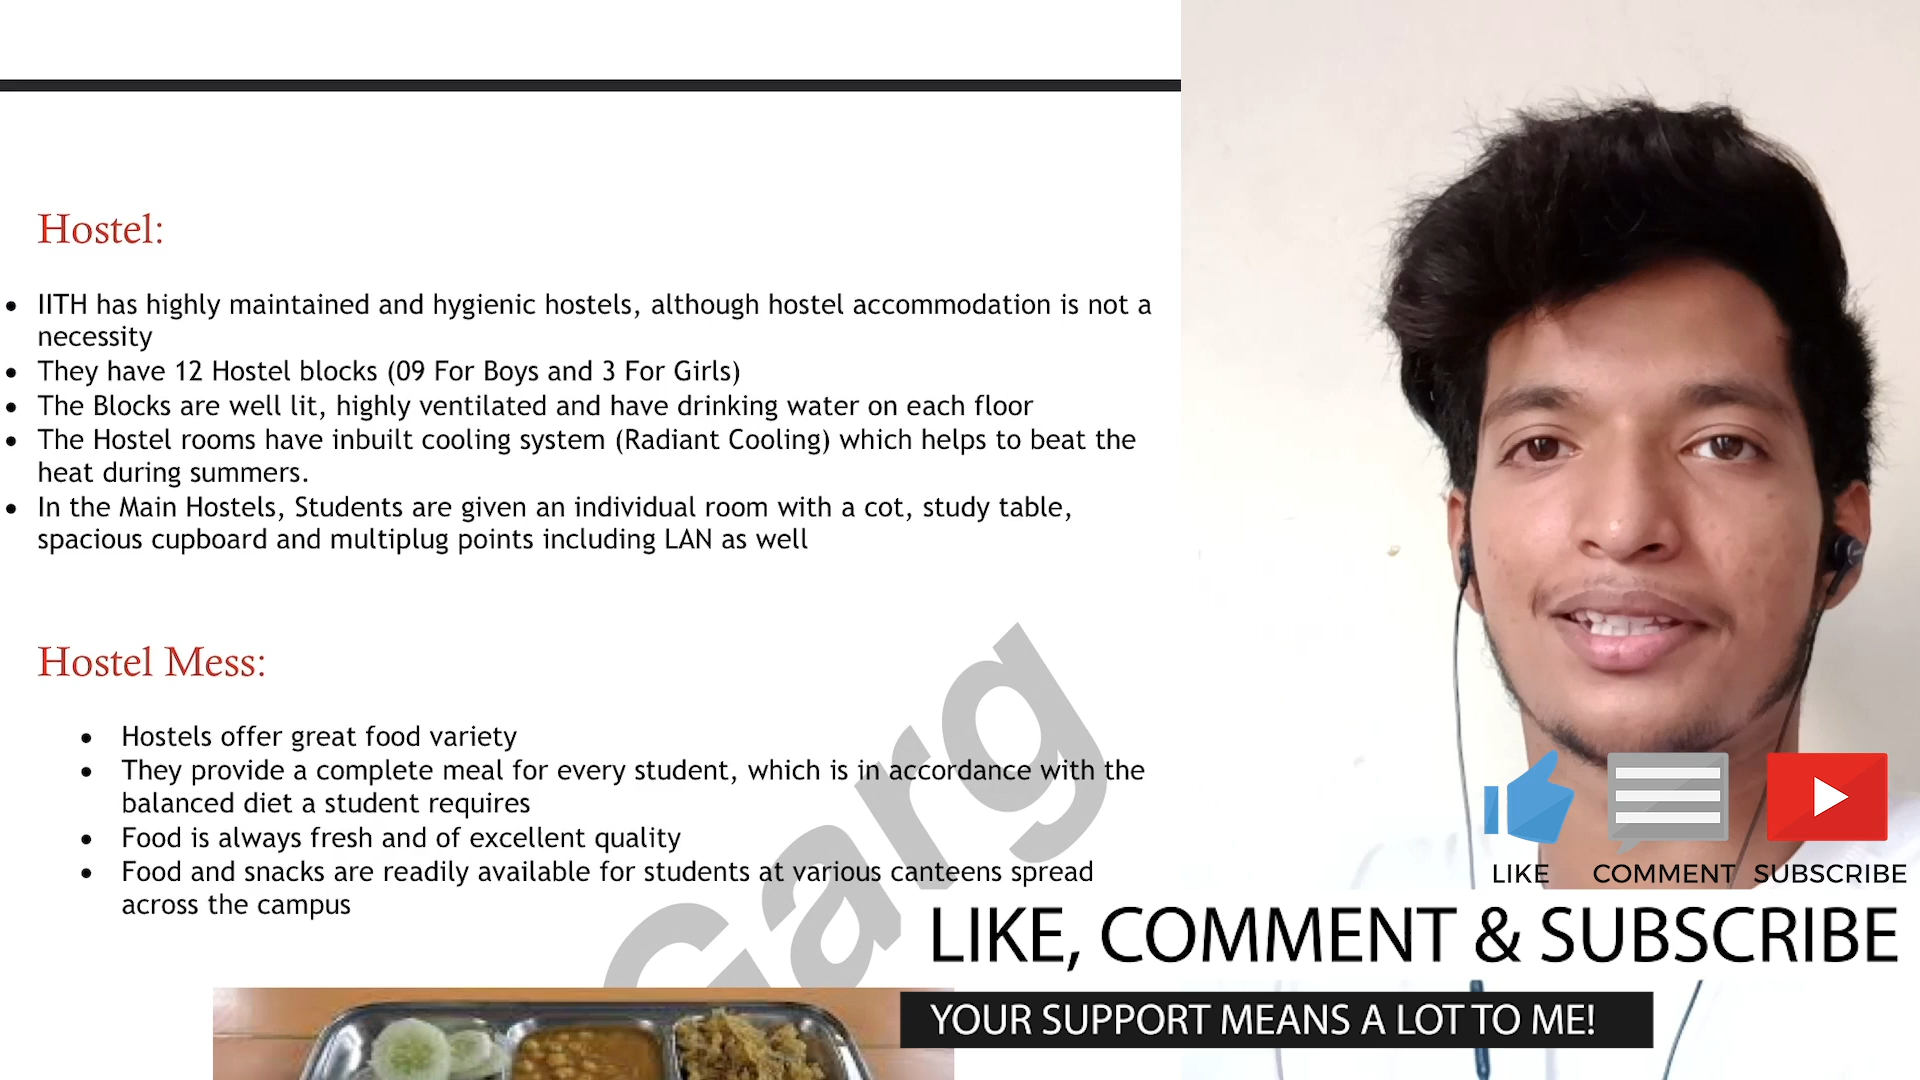 Hostel:
IITH has highly maintained and hygienic hostels, although hostel accommodation is not a
necessity
They have 12 Hostel blocks (09 For Boys and 3 For Girls)
The Blocks are well lit, highly ventilated and have drinking water on each floor
The Hostel rooms have inbuilt cooling system (Radiant Cooling) which helps to beat the
heat during summers.
In the Main Hostels, Students are given an individual room with a cot, study table,
spacious cupboard and multiplug points including LAN as well
Hostel Mess:
Hostels offer great food variety
They provide a complete meal for every student, which is in accordance with the
balanced diet a student requires
Food is always fresh and of excellent quality
Food and snacks are readily available for students at various canteens spread
across the campus
Garg
LIKE COMMENT SUBSCRIBE
LIKE, COMMENT & SUBSCRIBE
YOUR SUPPORT MEANS A LOT TO ME!